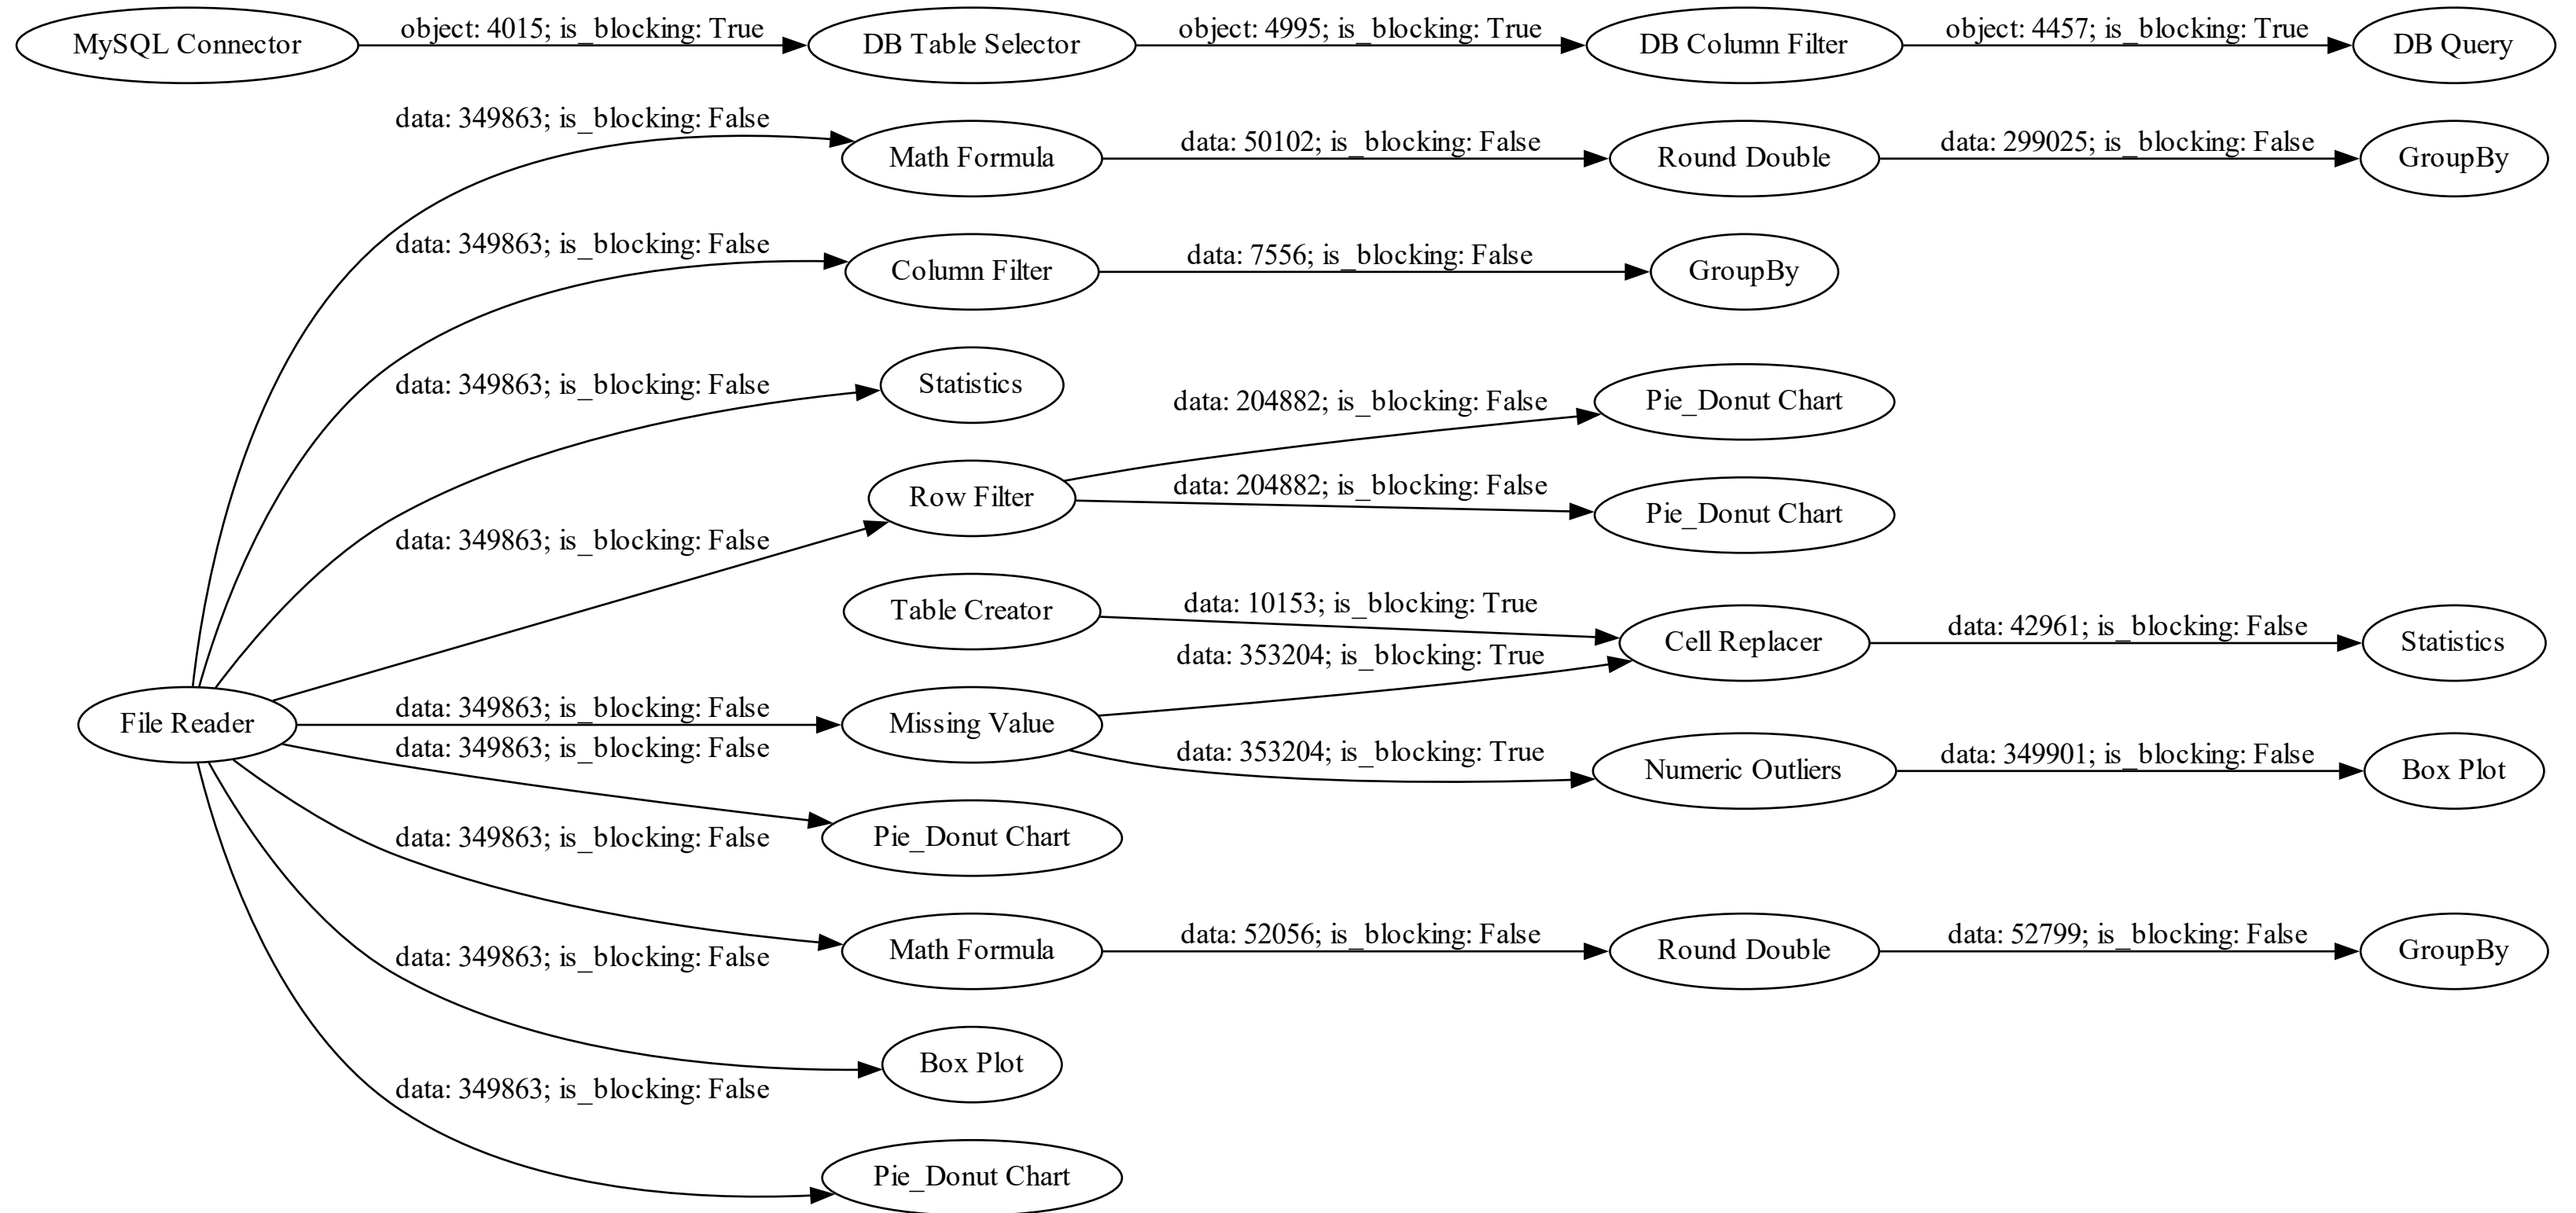 MySQL Connector
object: 4015; is_blocking: True
DB Table Selector
object: 4995; is_blocking: True
DB Column Filter
object: 4457; is_blocking: True
DB Query
data: 349863; is_blocking: False
Math Formula
data: 50102; is_blocking: False
Round Double
data: 299025; is_blocking: False
GroupBy
data: 349863; is_blocking: False
Column Filter
data: 7556; is_blocking: False
GroupBy
data: 349863; is_blocking: False
Statistics
data: 349863; is_blocking: False
Row Filter
data: 204882; is_blocking: False
Pie_Donut Chart
data: 204882; is_blocking: False
Pie_Donut Chart
Table Creator
data: 10153; is_blocking: True
Cell Replacer
data: 42961; is_blocking: False
Statistics
File Reader
data: 349863; is_blocking: False
Missing Value
data: 353204; is_blocking: True
data: 353204; is_blocking: True
Numeric Outliers
data: 349901; is_blocking: False
Box Plot
data: 349863; is_blocking: False
Pie_Donut Chart
data: 349863; is_blocking: False
Math Formula
data: 52056; is_blocking: False
Round Double
data: 52799; is_blocking: False
GroupBy
data: 349863; is_blocking: False
Box Plot
data: 349863; is_blocking: False
Pie_Donut Chart